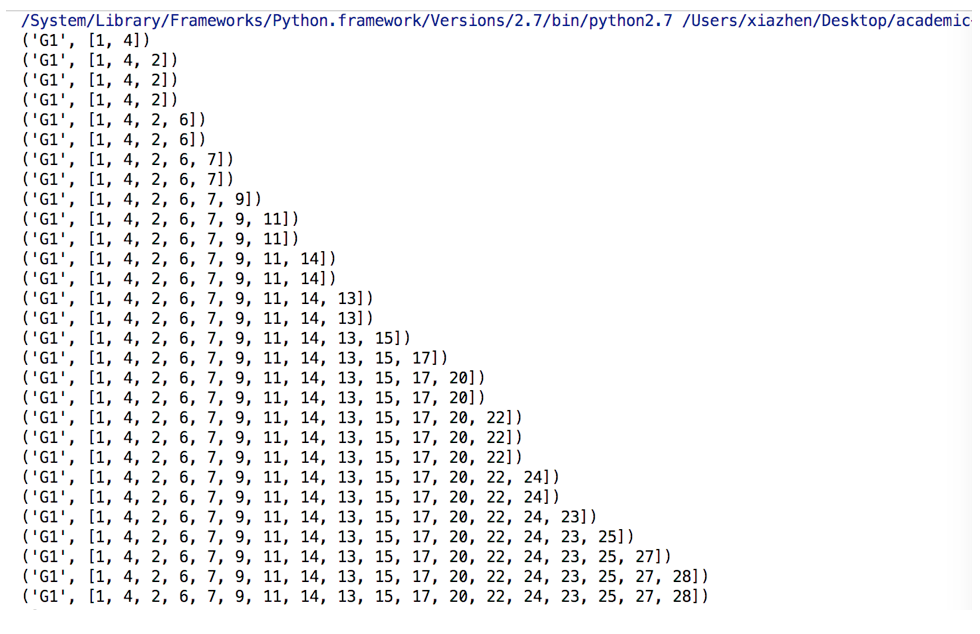 /System/Library/Frameworks/Python.framework/Versions/2.7/bin/python2.7 /Users/xiazhen/Desktop/academic
('G1', [1, 4])
('G1', [1, 4, 2])
('G1', [1, 4, 2])
('G1', [1, 4, 2])
('G1', [1, 4, 2, 6])
('G1', [1, 4, 2, 6])
('G1', [1, 4, 2, 6, 7])
('G1', [1, 4, 2, 6, 7])
('G1', [1, 4, 2, 6, 7, 9])
('G1', [1, 4, 2, 6, 7, 9, 11])
('G1', [1, 4, 2, 6, 7, 9, 11])
('G1', [1, 4, 2, 6, 7, 9, 11, 14])
('G1', [1, 4, 2, 6, 7, 9, 11, 14])
('G1', [1, 4, 2, 6, 7, 9, 11, 14, 13])
('G1', [1, 4, 2, 6, 7, 9, 11, 14, 13])
('G1', [1, 4, 2, 6, 7, 9, 11, 14, 13, 15])
('G1', [1, 4, 2, 6, 7, 9, 11, 14, 13, 15, 17])
('G1', [1, 4, 2, 6, 7, 9, 11, 14, 13, 15, 17, 20])
('G1', [1, 4, 2, 6, 7, 9, 11, 14, 13, 15, 17, 20])
('G1', [1, 4, 2, 6, 7, 9, 11, 14, 13, 15, 17, 20, 22])
('G1', [1, 4, 2, 6, 7, 9, 11, 14, 13, 15, 17, 20, 22])
('G1', [1, 4, 2, 6, 7, 9, 11, 14, 13, 15, 17, 20, 22])
('G1', [1, 4, 2, 6, 7, 9, 11, 14, 13, 15, 17, 20, 22, 24])
('G1', [1, 4, 2, 6, 7, 9, 11, 14, 13, 15, 17, 20, 22, 24])
('G1', [1, 4, 2, 6, 7, 9, 11, 14, 13, 15, 17, 20, 22, 24, 23])
('G1', [1, 4, 2, 6, 7, 9, 11, 14, 13, 15, 17, 20, 22, 24, 23, 25])
('G1', [1, 4, 2, 6, 7, 9, 11, 14, 13, 15, 17, 20, 22, 24, 23, 25, 27])
('G1', [1, 4, 2, 6, 7, 9, 11, 14, 13, 15, 17, 20, 22, 24, 23, 25, 27, 28])
('G1', [1, 4, 2, 6, 7, 9, 11, 14, 13, 15, 17, 20, 22, 24, 23, 25, 27, 28])